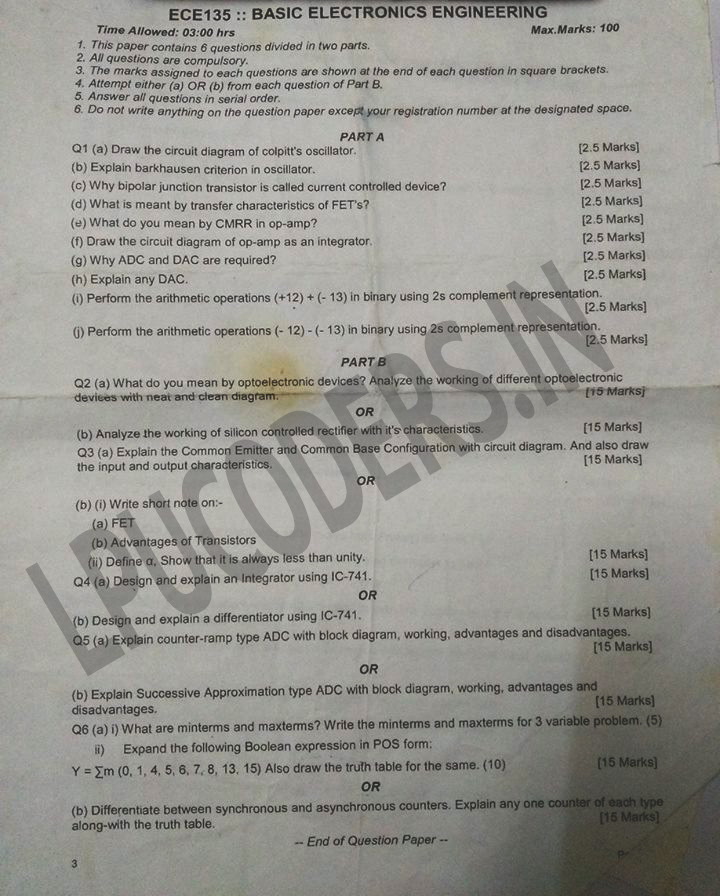 ECE135 :: BASIC ELECTRONICS ENGINEERING
Time Allowed: 03:00 hrs Max.Marks: 100
1. This paper contains 6 questions divided in two parts.
2. All questions are compulsory.
3. The marks assigned to each questions are shown at the end of each question in square brackets.
4. Attempt either (a) OR (b) from each question of Part B.
5. Answer all questions in serial order.
6. Do not write anything on the question paper except your registration number at the designated space.
PART A
Q1 (a) Draw the circuit diagram of colpitt's oscillator. [2.5 Marks]
(b) Explain barkhausen criterion in oscillator. [2.5 Marks]
(c) Why bipolar junction transistor is called current controlled device? [2.5 Marks]
(d) What is meant by transfer characteristics of FET's? [2.5 Marks]
(e) What do you mean by CMRR in op-amp? [2.5 Marks]
(f) Draw the circuit diagram of op-amp as an integrator. [2.5 Marks]
(g) Why ADC and DAC are required? [2.5 Marks]
(h) Explain any DAC. [2.5 Marks]
(i) Perform the arithmetic operations (+12) + (- 13) in binary using 2s complement representation.
[2.5 Marks]
(j) Perform the arithmetic operations (- 12) - (- 13) in binary using 2s complement representation.
[2.5 Marks]
PART B
Q2 (a) What do you mean by optoelectronic devices? Analyze the working of different optoelectronic
devices with neat and clean diagram. [15 Marks]
OR
(b) Analyze the working of silicon controlled rectifier with it's characteristics. [15 Marks]
Q3 (a) Explain the Common Emitter and Common Base Configuration with circuit diagram. And also draw
the input and output characteristics. [15 Marks]
OR
(b) (i) Write short note on:-
(a) FET
(b) Advantages of Transistors
(ii) Define α. Show that it is always less than unity. [15 Marks]
Q4 (a) Design and explain an Integrator using IC-741. [15 Marks]
OR
(b) Design and explain a differentiator using IC-741. [15 Marks]
Q5 (a) Explain counter-ramp type ADC with block diagram, working, advantages and disadvantages.
[15 Marks]
OR
(b) Explain Successive Approximation type ADC with block diagram, working, advantages and
disadvantages. [15 Marks]
Q6 (a) i) What are minterms and maxterms? Write the minterms and maxterms for 3 variable problem. (5)
ii) Expand the following Boolean expression in POS form:
Y = ∑m (0, 1, 4, 5, 6, 7, 8, 13, 15) Also draw the truth table for the same. (10) [15 Marks]
OR
(b) Differentiate between synchronous and asynchronous counters. Explain any one counter of each type
along-with the truth table. [15 Marks]
-- End of Question Paper --
3
LPUCODERS.IN